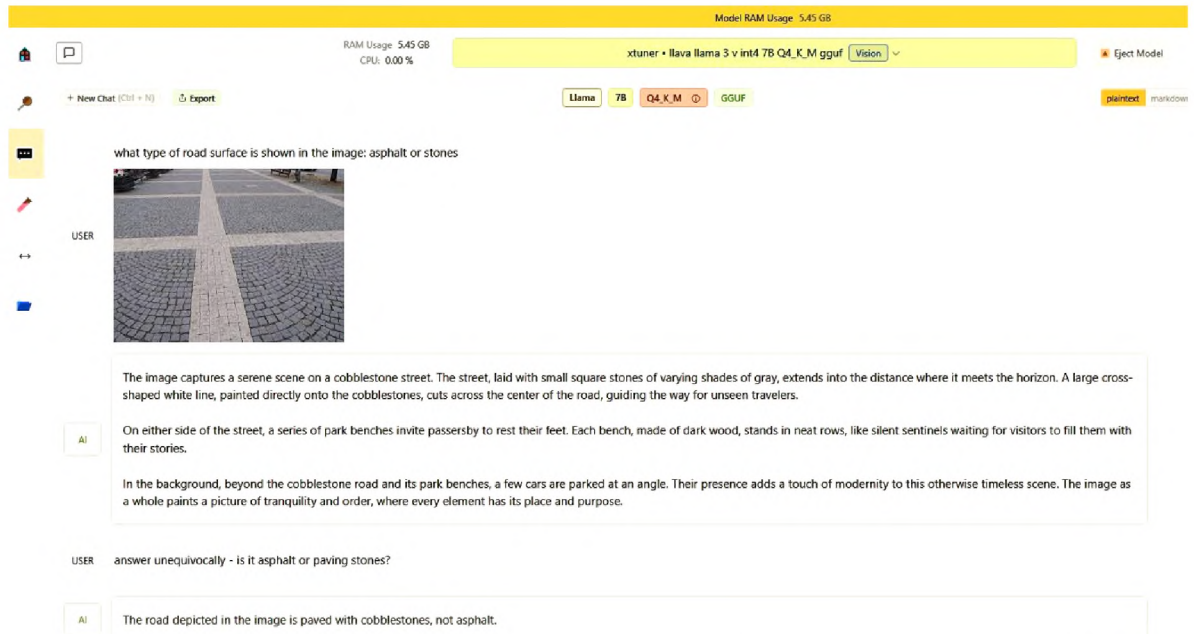 Model RAM Usage 5.45 GB
RAM Usage 5.45 GB
CPU: 0.00 %
xtuner • llava llama 3 v int4 7B Q4_K_M gguf Vision
Eject Model
+ New Chat (Ctrl + N) Export
Llama 7B Q4_K_M GGUF
plaintext markdown
what type of road surface is shown in the image: asphalt or stones
USER
The image captures a serene scene on a cobblestone street. The street, laid with small square stones of varying shades of gray, extends into the distance where it meets the horizon. A large cross-
shaped white line, painted directly onto the cobblestones, cuts across the center of the road, guiding the way for unseen travelers.
AI
On either side of the street, a series of park benches invite passersby to rest their feet. Each bench, made of dark wood, stands in neat rows, like silent sentinels waiting for visitors to fill them with
their stories.
In the background, beyond the cobblestone road and its park benches, a few cars are parked at an angle. Their presence adds a touch of modernity to this otherwise timeless scene. The image as
a whole paints a picture of tranquility and order, where every element has its place and purpose.
USER answer unequivocally - is it asphalt or paving stones?
AI The road depicted in the image is paved with cobblestones, not asphalt.